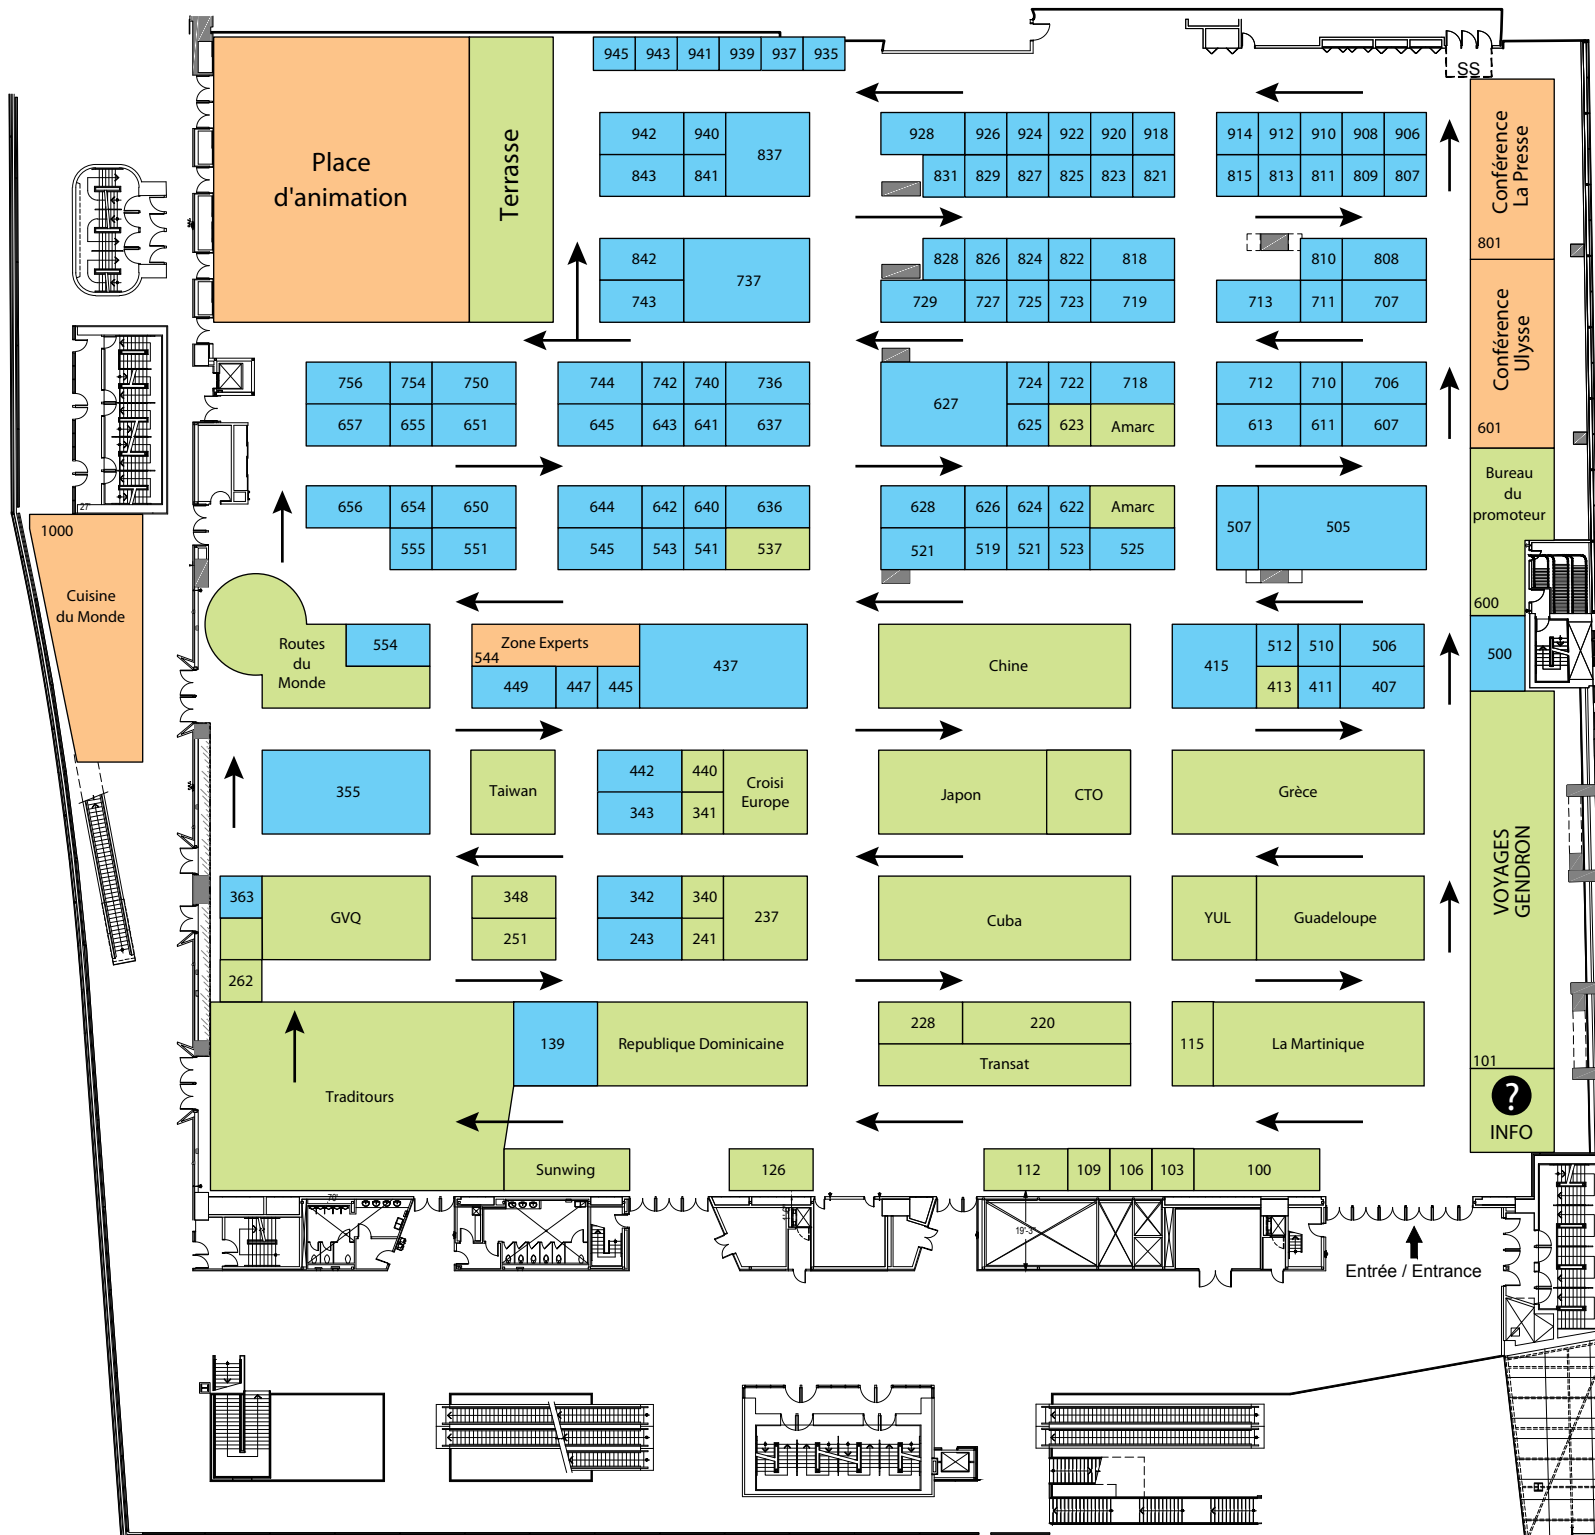 945 943 941 939 937 935
SS
942 940 837 928 926 924 922 920 918 914 912 910 908 906
843 841 831 829 827 825 823 821 815 813 811 809 807
Place
d'animation
Terrasse
Conférence
La Presse
801
842 737 828 826 824 822 818 810 808
743 729 727 725 723 719 713 711 707
Conférence
Ulysse
601
756 754 750 744 742 740 736 627 724 722 718 712 710 706
657 655 651 645 643 641 637 625 623 Amarc 613 611 607
Bureau
du
promoteur
600
656 654 650 644 642 640 636 628 626 624 622 Amarc 507 505
555 551 545 543 541 537 521 519 521 523 525
27'
1000
Cuisine
du Monde
Routes
du
Monde
554
Zone Experts
544
437
449 447 445
Chine
415 512 510 506
413 411 407
500
355
Taiwan
442 440
343 341
Croisi
Europe
Japon
CTO
Grèce
VOYAGES
GENDRON
101
363
GVQ
348
251
342 340
243 241
237
Cuba
YUL
Guadeloupe
262
139
Republique Dominicaine
228 220
Transat
115
La Martinique
Traditours
?
INFO
Sunwing
126
112 109 106 103 100
70'
19'-3"
Entrée / Entrance